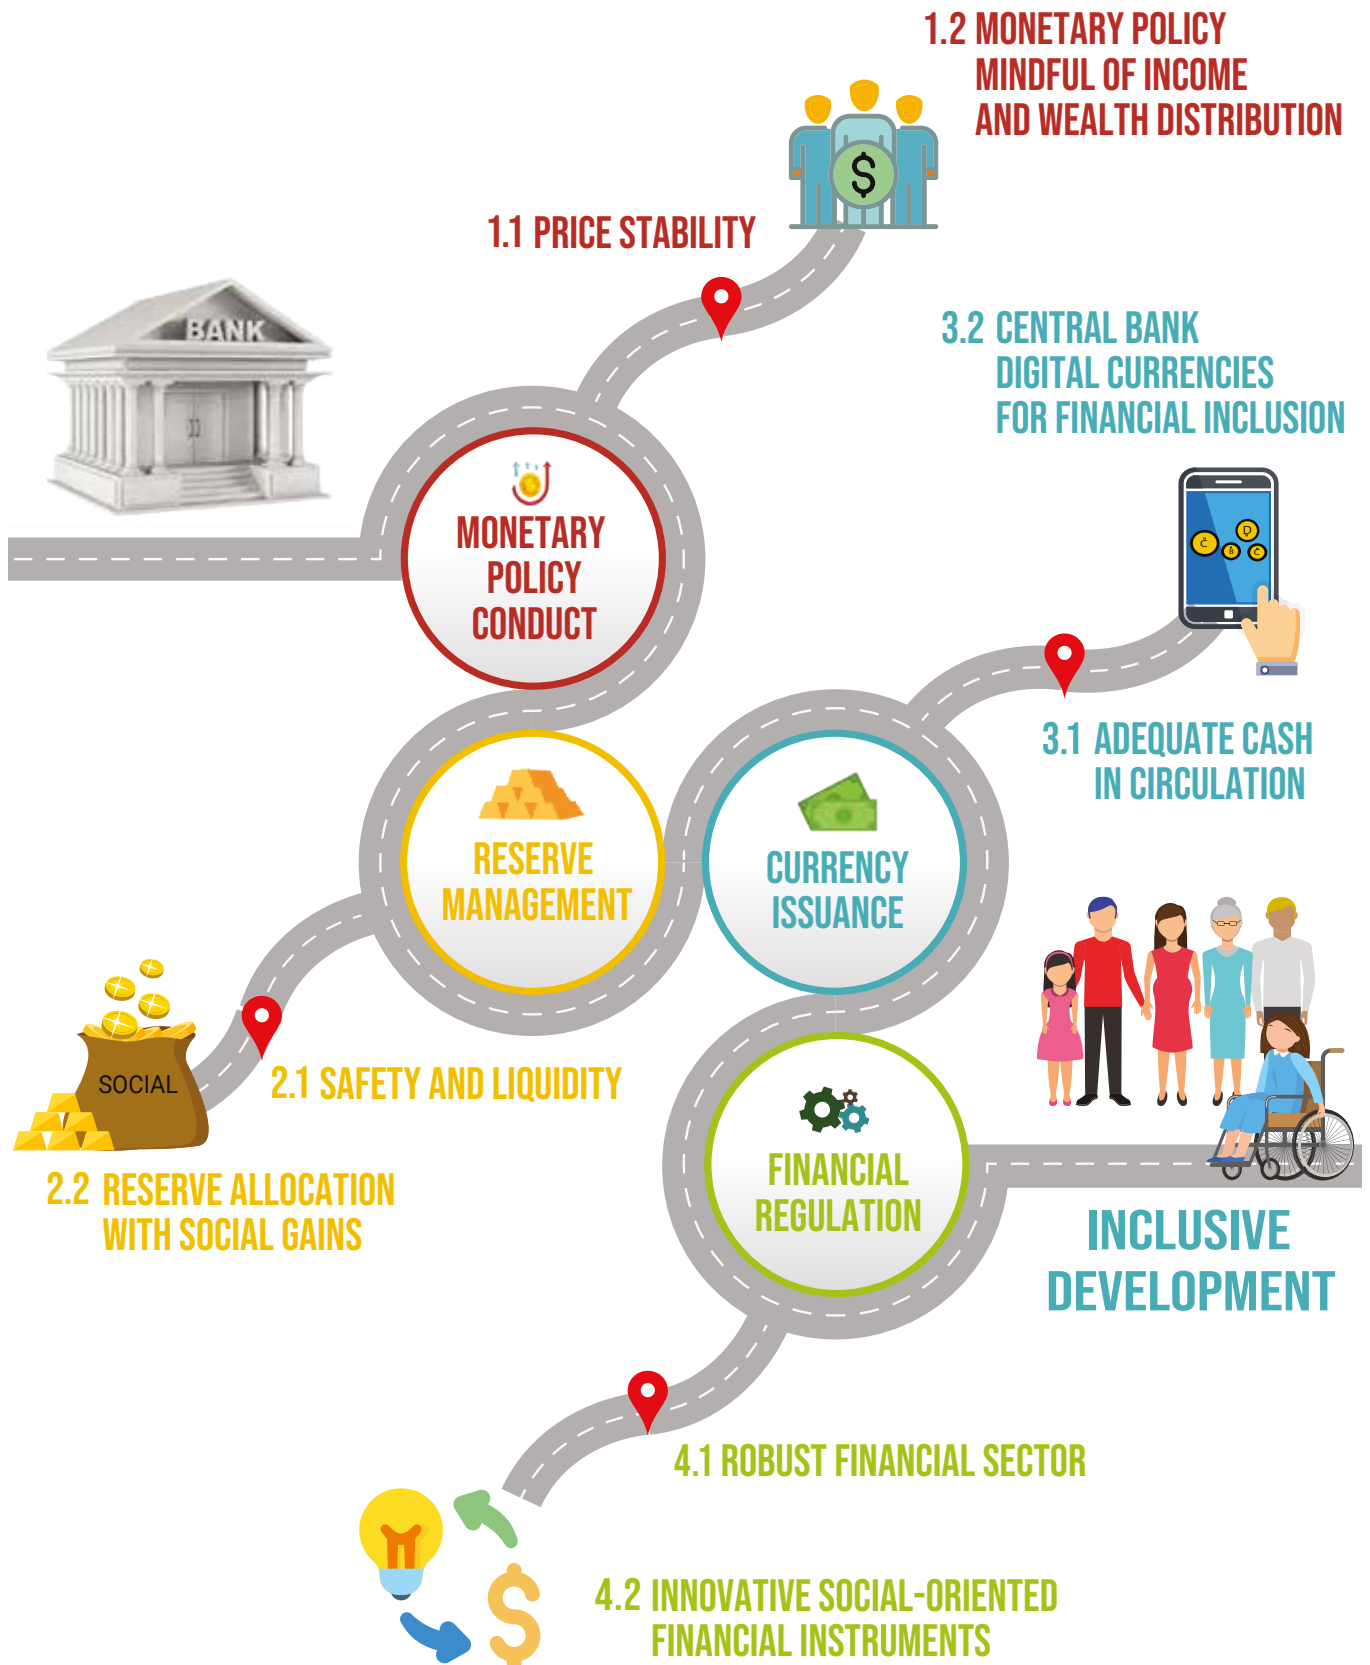 1.2 MONETARY POLICY
MINDFUL OF INCOME
AND WEALTH DISTRIBUTION
$
1.1 PRICE STABILITY
BANK
3.2 CENTRAL BANK
DIGITAL CURRENCIES
FOR FINANCIAL INCLUSION
MONETARY
POLICY
CONDUCT
3.1 ADEQUATE CASH
IN CIRCULATION
RESERVE
MANAGEMENT
CURRENCY
ISSUANCE
SOCIAL
2.1 SAFETY AND LIQUIDITY
2.2 RESERVE ALLOCATION
WITH SOCIAL GAINS
FINANCIAL
REGULATION
INCLUSIVE
DEVELOPMENT
4.1 ROBUST FINANCIAL SECTOR
$
4.2 INNOVATIVE SOCIAL-ORIENTED
FINANCIAL INSTRUMENTS